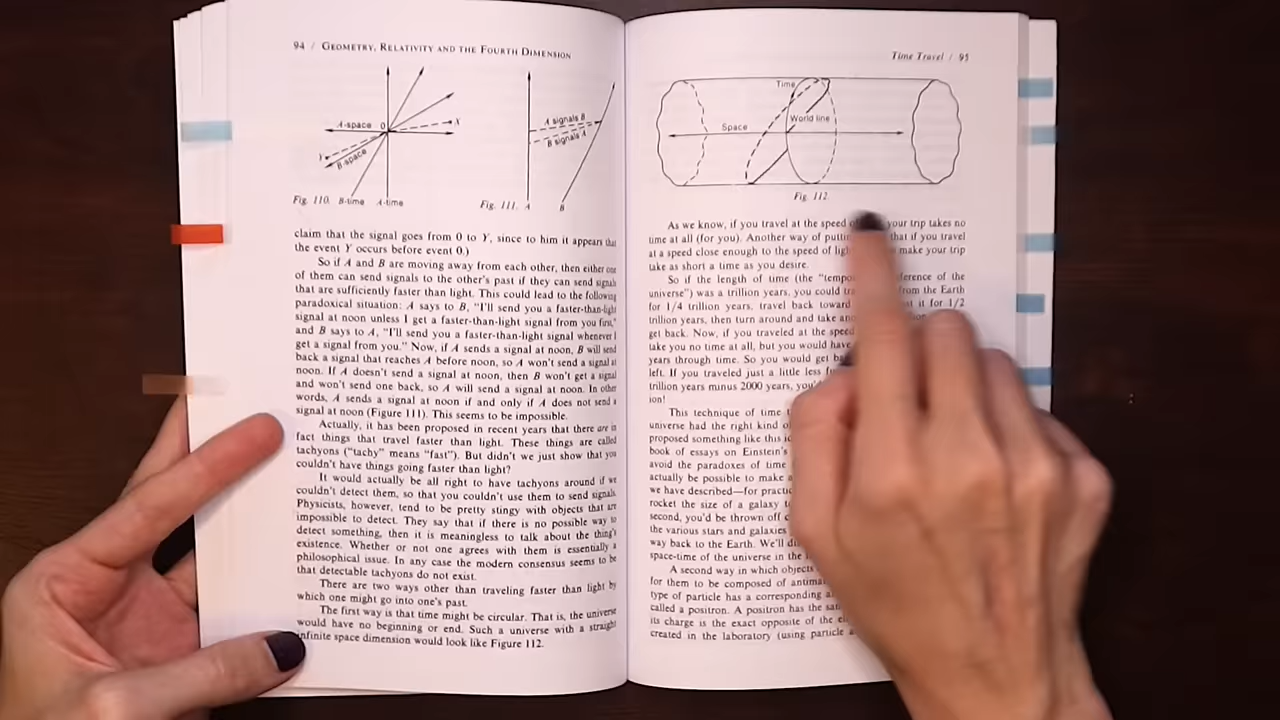 94 / GEOMETRY, RELATIVITY AND THE FOURTH DIMENSION
A-space
0
X
Y
B-space
Fig. 110. B-time A-time
A signals B
B signals A
Fig. 111. A B
claim that the signal goes from 0 to Y, since to him it appears that
the event Y occurs before event 0.)
So if A and B are moving away from each other, then either one
of them can send signals to the other's past if they can send signals
that are sufficiently faster than light. This could lead to the following
paradoxical situation: A says to B, "I'll send you a faster-than-light
signal at noon unless I get a faster-than-light signal from you first,"
and B says to A, "I'll send you a faster-than-light signal whenever I
get a signal from you." Now, if A sends a signal at noon, B will send
back a signal that reaches A before noon, so A won't send a signal at
noon. If A doesn't send a signal at noon, then B won't get a signal
and won't send one back, so A will send a signal at noon. In other
words, A sends a signal at noon if and only if A does not send a
signal at noon (Figure 111). This seems to be impossible.
Actually, it has been proposed in recent years that there are in
fact things that travel faster than light. These things are called
tachyons ("tachy" means "fast"). But didn't we just show that you
couldn't have things going faster than light?
It would actually be all right to have tachyons around if we
couldn't detect them, so that you couldn't use them to send signals.
Physicists, however, tend to be pretty stingy with objects that are
impossible to detect. They say that if there is no possible way to
detect something, then it is meaningless to talk about the thing's
existence. Whether or not one agrees with them is essentially a
philosophical issue. In any case the modern consensus seems to be
that detectable tachyons do not exist.
There are two ways other than traveling faster than light by
which one might go into one's past.
The first way is that time might be circular. That is, the universe
would have no beginning or end. Such a universe with a straight
infinite space dimension would look like Figure 112.
Time Travel / 95
Time
World line
Space
Fig. 112
As we know, if you travel at the speed your trip takes no
time at all (for you). Another way of that if you travel
at a speed close enough to the speed of make your trip
take as short a time as you desire.
So if the length of time (the "tempo ference of the
universe") was a trillion years, you could from the Earth
for 1/4 trillion years, travel back toward it for 1/2
trillion years, then turn around and take
get back. Now, if you traveled at the speed
take you no time at all, but you would have
years through time. So you would get
left. If you traveled just a little less
trillion years minus 2000 years,
ion!
This technique of time
universe had the right kind
proposed something like this
book of essays on Einstein's
avoid the paradoxes of time
actually be possible to make
we have described—for
rocket the size of a galaxy
second, you'd be thrown off
the various stars and galaxies
way back to the Earth. We'll
space-time of the universe in the
A second way in which objects
for them to be composed of
type of particle has a corresponding
called a positron. A positron has the
its charge is the exact opposite of the
created in the laboratory (using particle